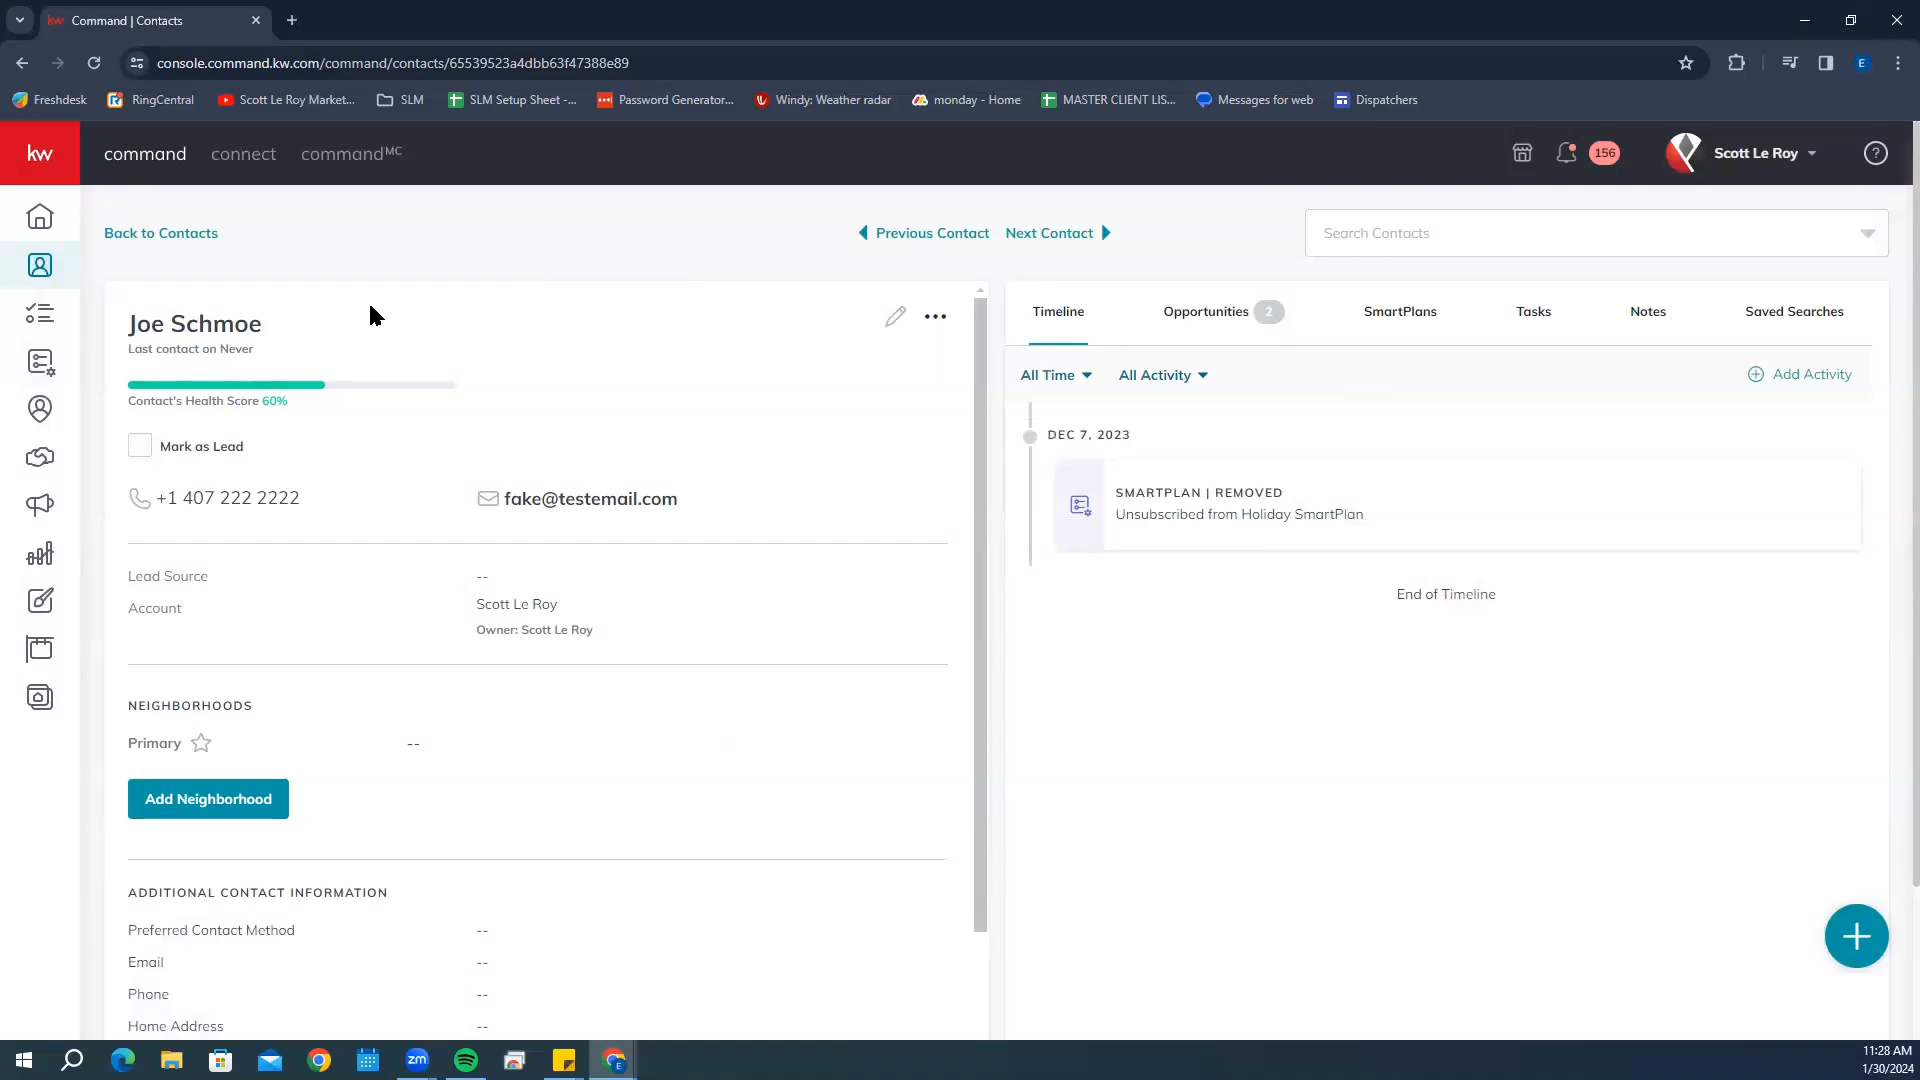 kw Command | Contacts
console.command.kw.com/command/contacts/65539523a4dbb63f47388e89
E
Freshdesk RingCentral Scott Le Roy Market... SLM SLM Setup Sheet -... Password Generator... Windy: Weather radar monday - Home MASTER CLIENT LIS... Messages for web Dispatchers
kw command connect commandMC 156 Scott Le Roy ?
Back to Contacts Previous Contact Next Contact Search Contacts
Joe Schmoe
Last contact on Never
Contact's Health Score 60%
Mark as Lead
+1 407 222 2222 fake@testemail.com
Lead Source --
Account Scott Le Roy
Owner: Scott Le Roy
NEIGHBORHOODS
Primary --
Add Neighborhood
ADDITIONAL CONTACT INFORMATION
Preferred Contact Method --
Email --
Phone --
Home Address --
Timeline Opportunities 2 SmartPlans Tasks Notes Saved Searches
All Time All Activity Add Activity
DEC 7, 2023
SMARTPLAN | REMOVED
Unsubscribed from Holiday SmartPlan
End of Timeline
zm
E
11:28 AM
1/30/2024